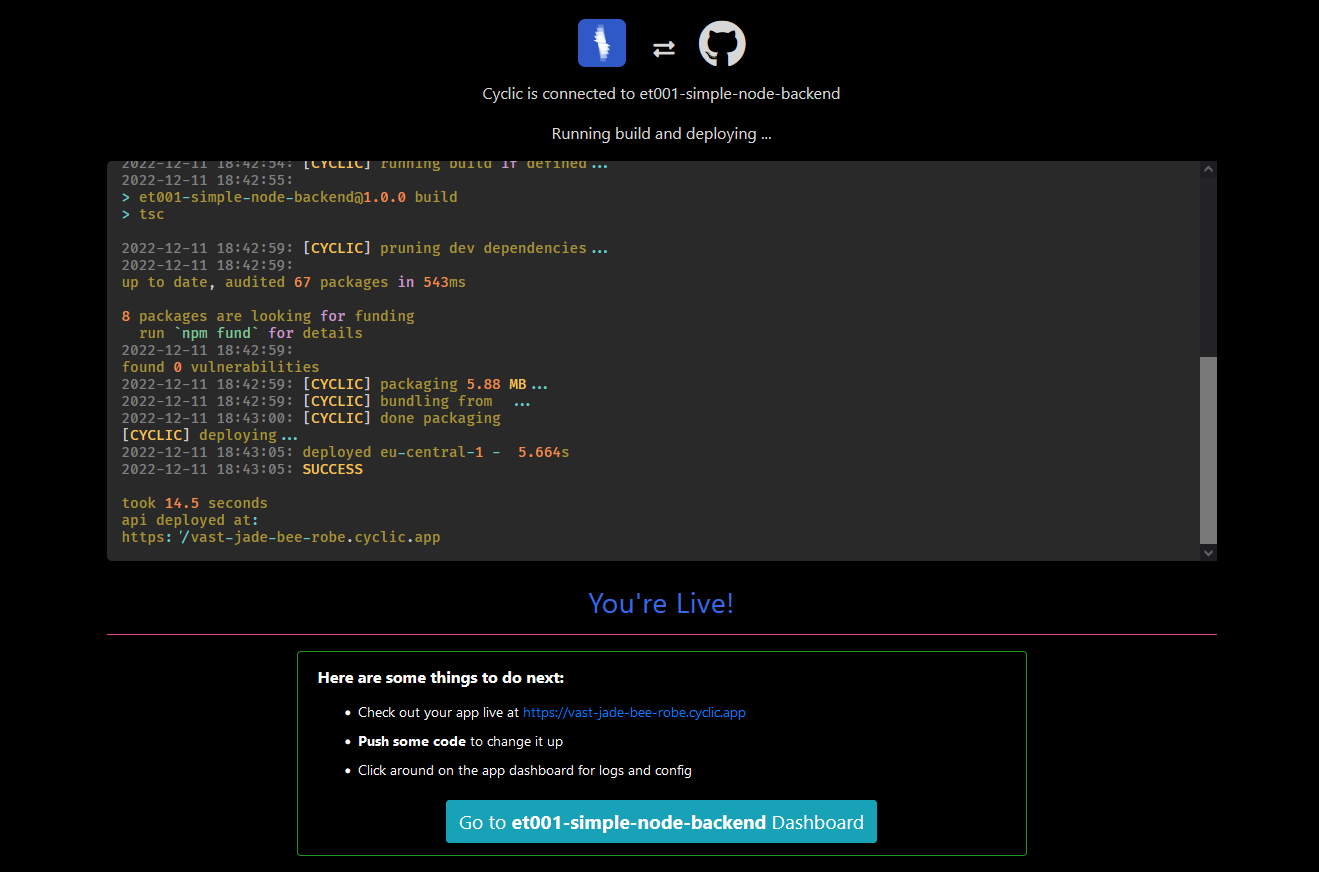 Cyclic is connected to et001-simple-node-backend
Running build and deploying ...
2022-12-11 18:42:54: [CYCLIC] running build if defined...
2022-12-11 18:42:55:
> et001-simple-node-backend@1.0.0 build
> tsc
2022-12-11 18:42:59: [CYCLIC] pruning dev dependencies...
2022-12-11 18:42:59:
up to date, audited 67 packages in 543ms
8 packages are looking for funding
run `npm fund` for details
2022-12-11 18:42:59:
found 0 vulnerabilities
2022-12-11 18:42:59: [CYCLIC] packaging 5.88 MB...
2022-12-11 18:42:59: [CYCLIC] bundling from  ...
2022-12-11 18:43:00: [CYCLIC] done packaging
[CYCLIC] deploying...
2022-12-11 18:43:05: deployed eu-central-1 -  5.664s
2022-12-11 18:43:05: SUCCESS
took 14.5 seconds
api deployed at:
https://vast-jade-bee-robe.cyclic.app
You're Live!
Here are some things to do next:
• Check out your app live at https://vast-jade-bee-robe.cyclic.app
• Push some code to change it up
• Click around on the app dashboard for logs and config
Go to et001-simple-node-backend Dashboard